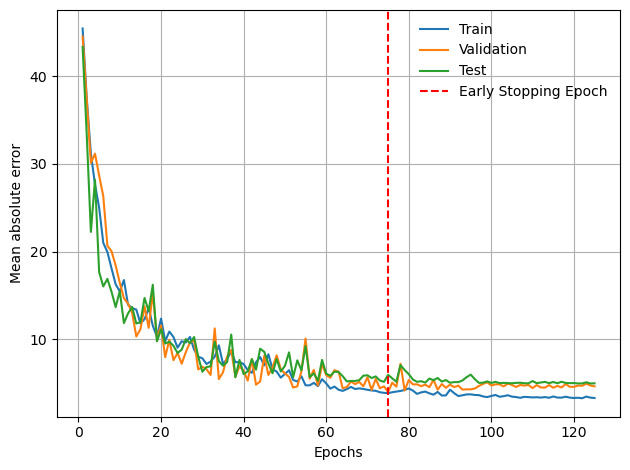 Mean absolute error
40
30
20
10
0
20
40
60
80
100
120
Epochs
Train
Validation
Test
Early Stopping Epoch